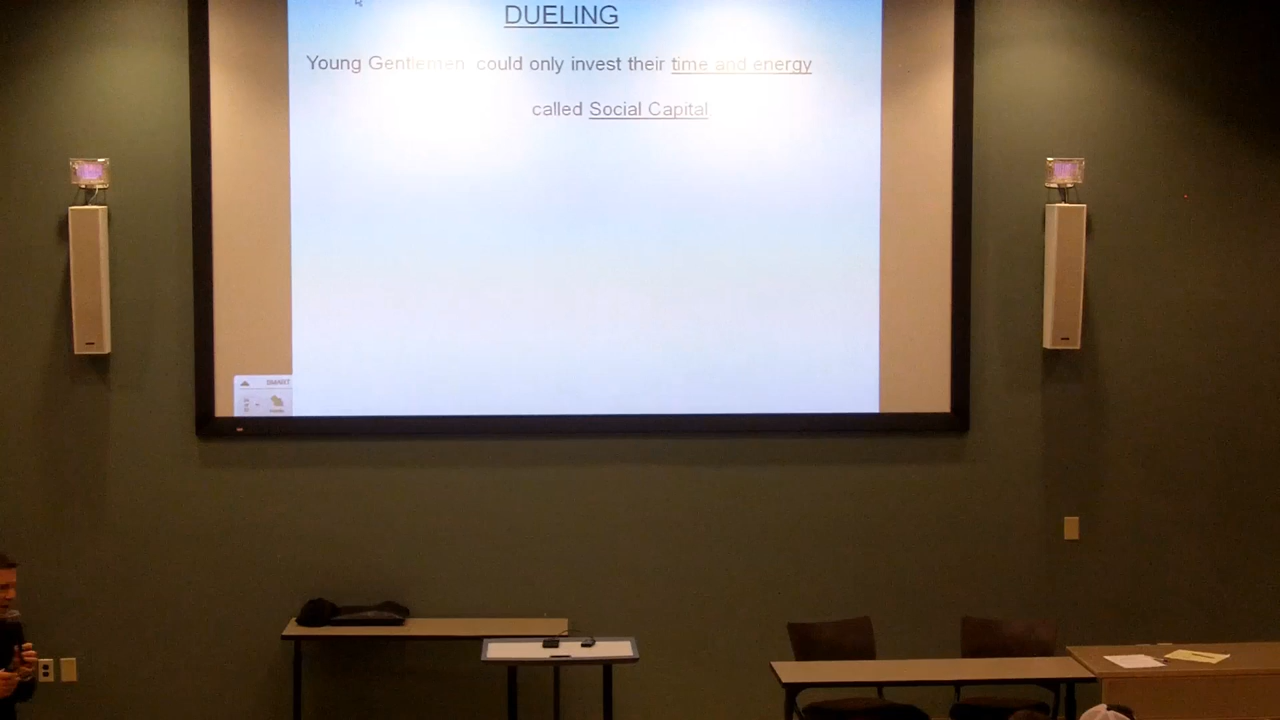 DUELING
Young Gentlemen could only invest their time and energy
called Social Capital